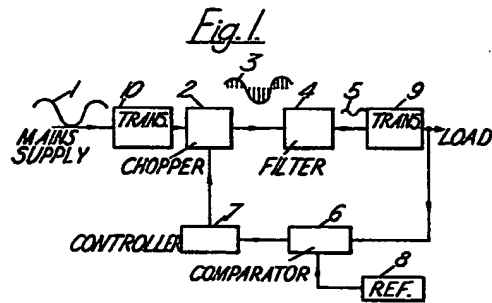 Fig. 1.
1 10 2 3 4 5 9
TRANS. TRANS.
MAINS SUPPLY
CHOPPER
FILTER
LOAD
7 6
CONTROLLER
COMPARATOR
8
REF.